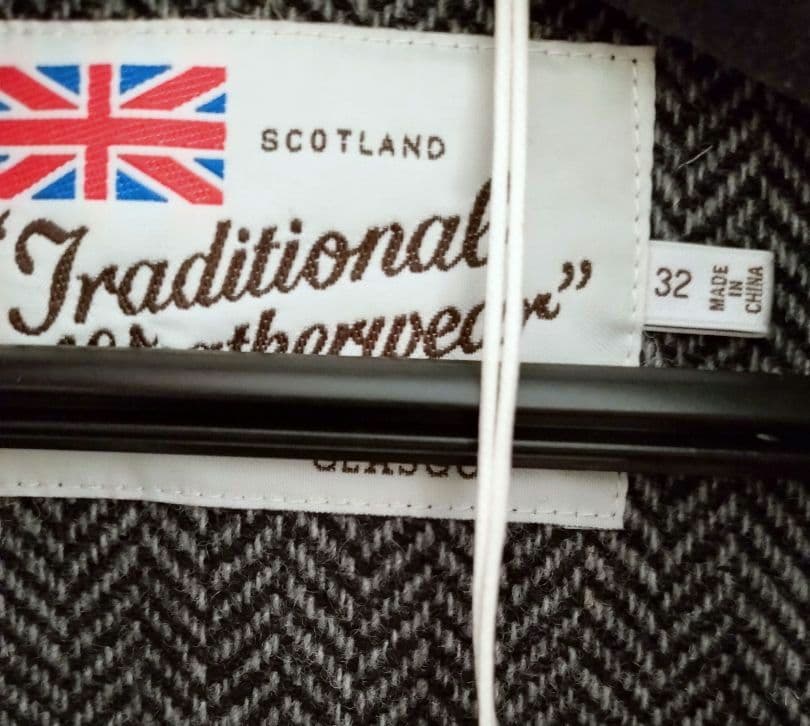 SCOTLAND
"Traditional
Weatherwear"
32
MADE
IN
CHINA